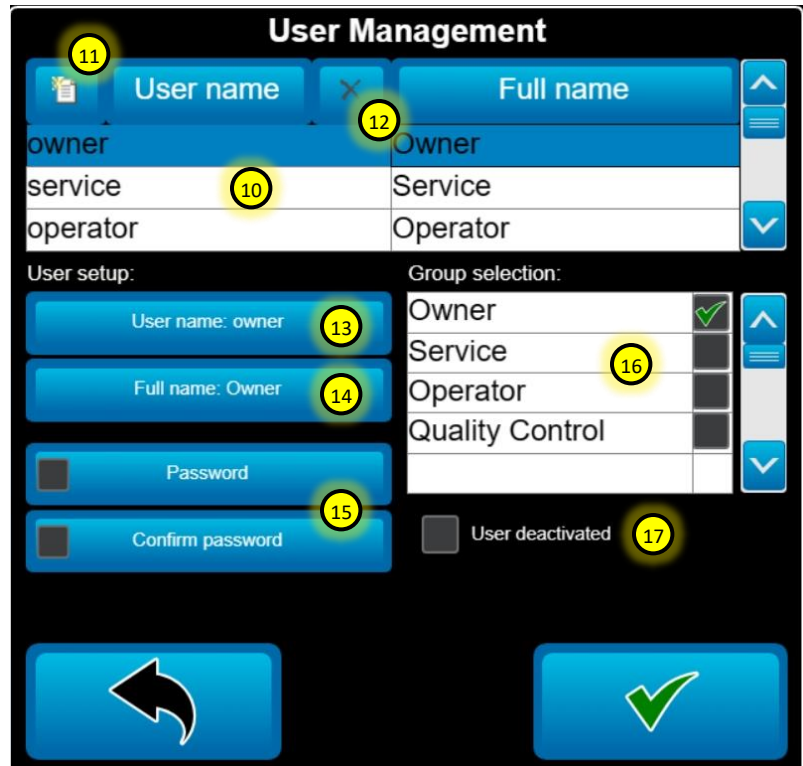 User Management
11
User name
Full name
12
owner
Owner
service
10
Service
operator
Operator
User setup:
Group selection:
User name: owner
13
Owner
Service
16
Full name: Owner
14
Operator
Quality Control
Password
15
Confirm password
User deactivated
17